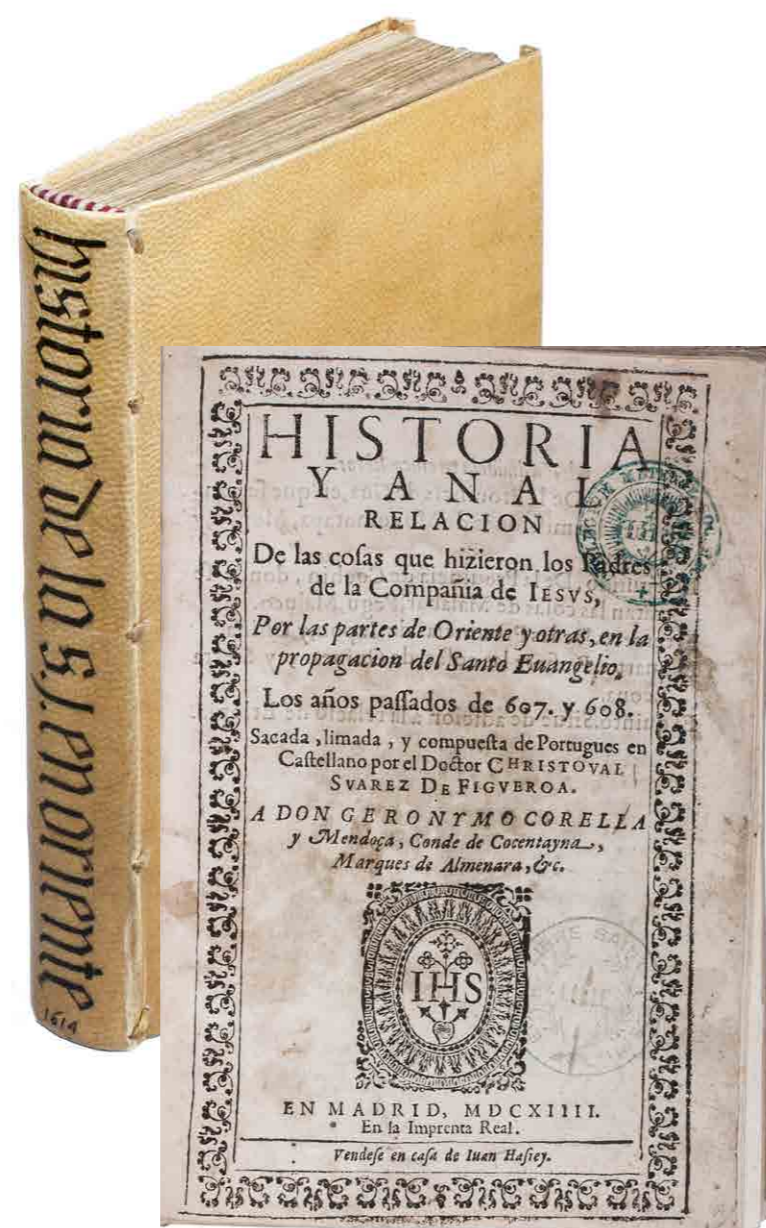 historia de la S.J. en oriente
1614
HISTORIA
Y ANAL
RELACION
De las coſas que hizieron los Padres
de la Compañia de IESVS,
Por las partes de Oriente y otras, en la
propagacion del Santo Euangelio,
Los años paſſados de 607. y 608.
Sacada, limada, y compueſta de Portugues en
Caſtellano por el Doctor CHRISTOVAL
SVAREZ DE FIGVEROA.
A DON GERONYMO CORELLA
y Mendoça, Conde de Cocentayna,
Marques de Almenara, &c.
IHS
EN MADRID, MDCXIIII.
En la Imprenta Real.
Vendeſe en caſa de Iuan Haſrey.